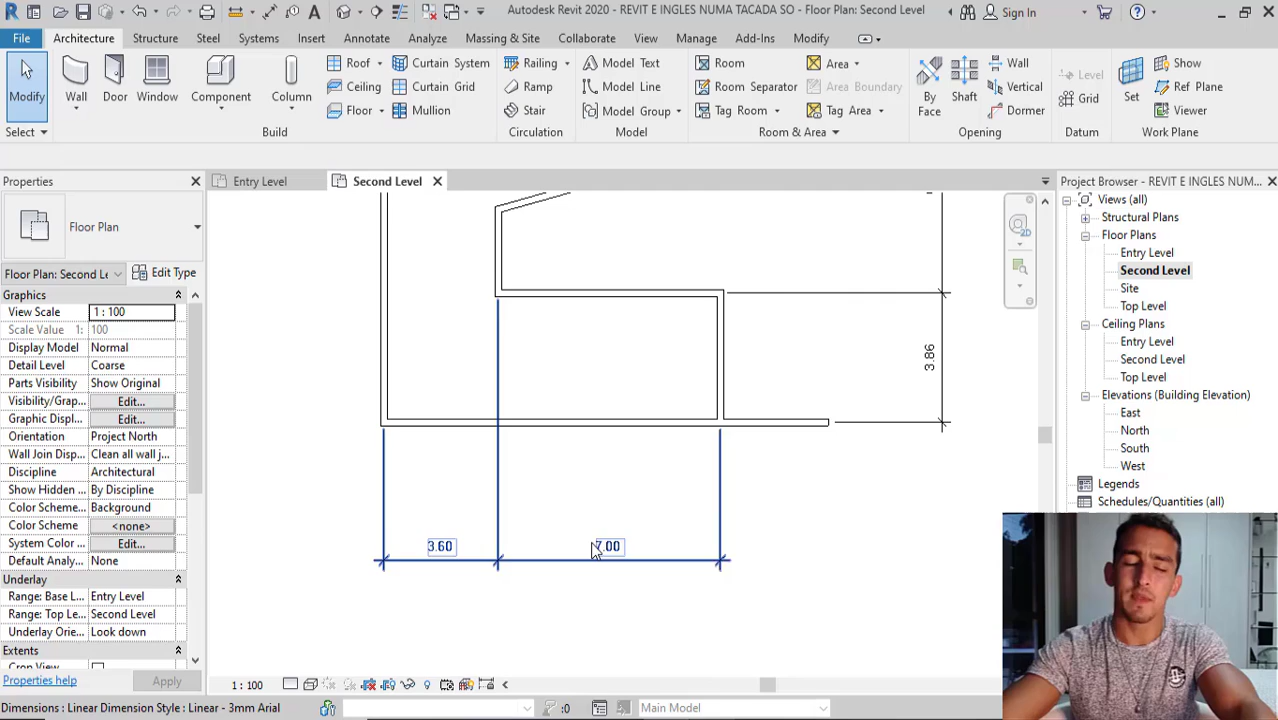 Autodesk Revit 2020 - REVIT E INGLES NUMA TACADA SO - Floor Plan: Second Level
Sign In
File
Architecture
Structure
Steel
Systems
Insert
Annotate
Analyze
Massing & Site
Collaborate
View
Manage
Add-Ins
Modify
Modify
Wall
Door
Window
Component
Column
Roof
Ceiling
Floor
Curtain System
Curtain Grid
Mullion
Railing
Ramp
Stair
Model Text
Model Line
Model Group
Room
Room Separator
Tag Room
Area
Area Boundary
Tag Area
By
Face
Shaft
Wall
Vertical
Dormer
Level
Grid
Set
Show
Ref Plane
Viewer
Select
Build
Circulation
Model
Room & Area
Opening
Datum
Work Plane
Properties
Entry Level
Second Level
Project Browser - REVIT E INGLES NUM...
Floor Plan
Floor Plan: Second Le
Edit Type
Graphics
View Scale 1 : 100
Scale Value 1: 100
Display Model Normal
Detail Level Coarse
Parts Visibility Show Original
Visibility/Grap... Edit...
Graphic Displ... Edit...
Orientation Project North
Wall Join Disp... Clean all wall j...
Discipline Architectural
Show Hidden ... By Discipline
Color Scheme... Background
Color Scheme <none>
System Color ... Edit...
Default Analy... None
Underlay
Range: Base L... Entry Level
Range: Top Le... Second Level
Underlay Orie... Look down
Extents
Crop View
Properties help
Apply
3.86
3.60
7.00
2D
Views (all)
Structural Plans
Floor Plans
Entry Level
Second Level
Site
Top Level
Ceiling Plans
Entry Level
Second Level
Top Level
Elevations (Building Elevation)
East
North
South
West
Legends
Schedules/Quantities (all)
1 : 100
Dimensions : Linear Dimension Style : Linear - 3mm Arial
:0
Main Model